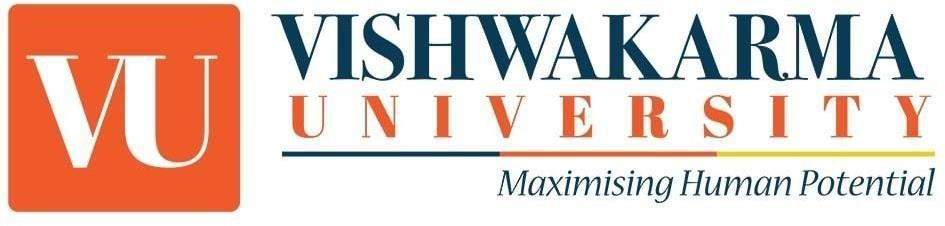 VU
VISHWAKARMA
UNIVERSITY
Maximising Human Potential